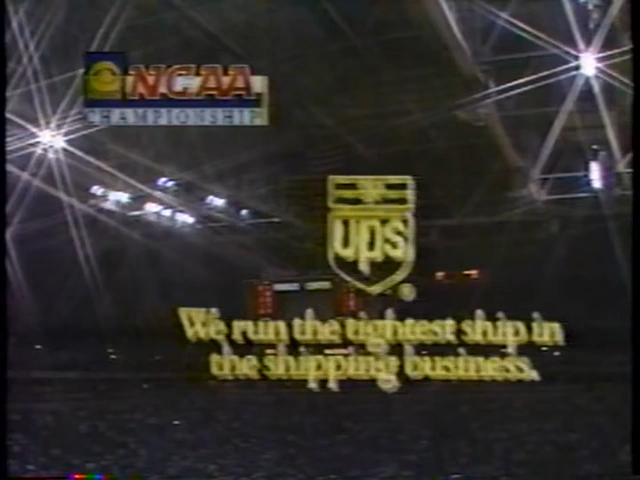 NCAA
CHAMPIONSHIP
ups
®
We run the tightest ship in
the shipping business.